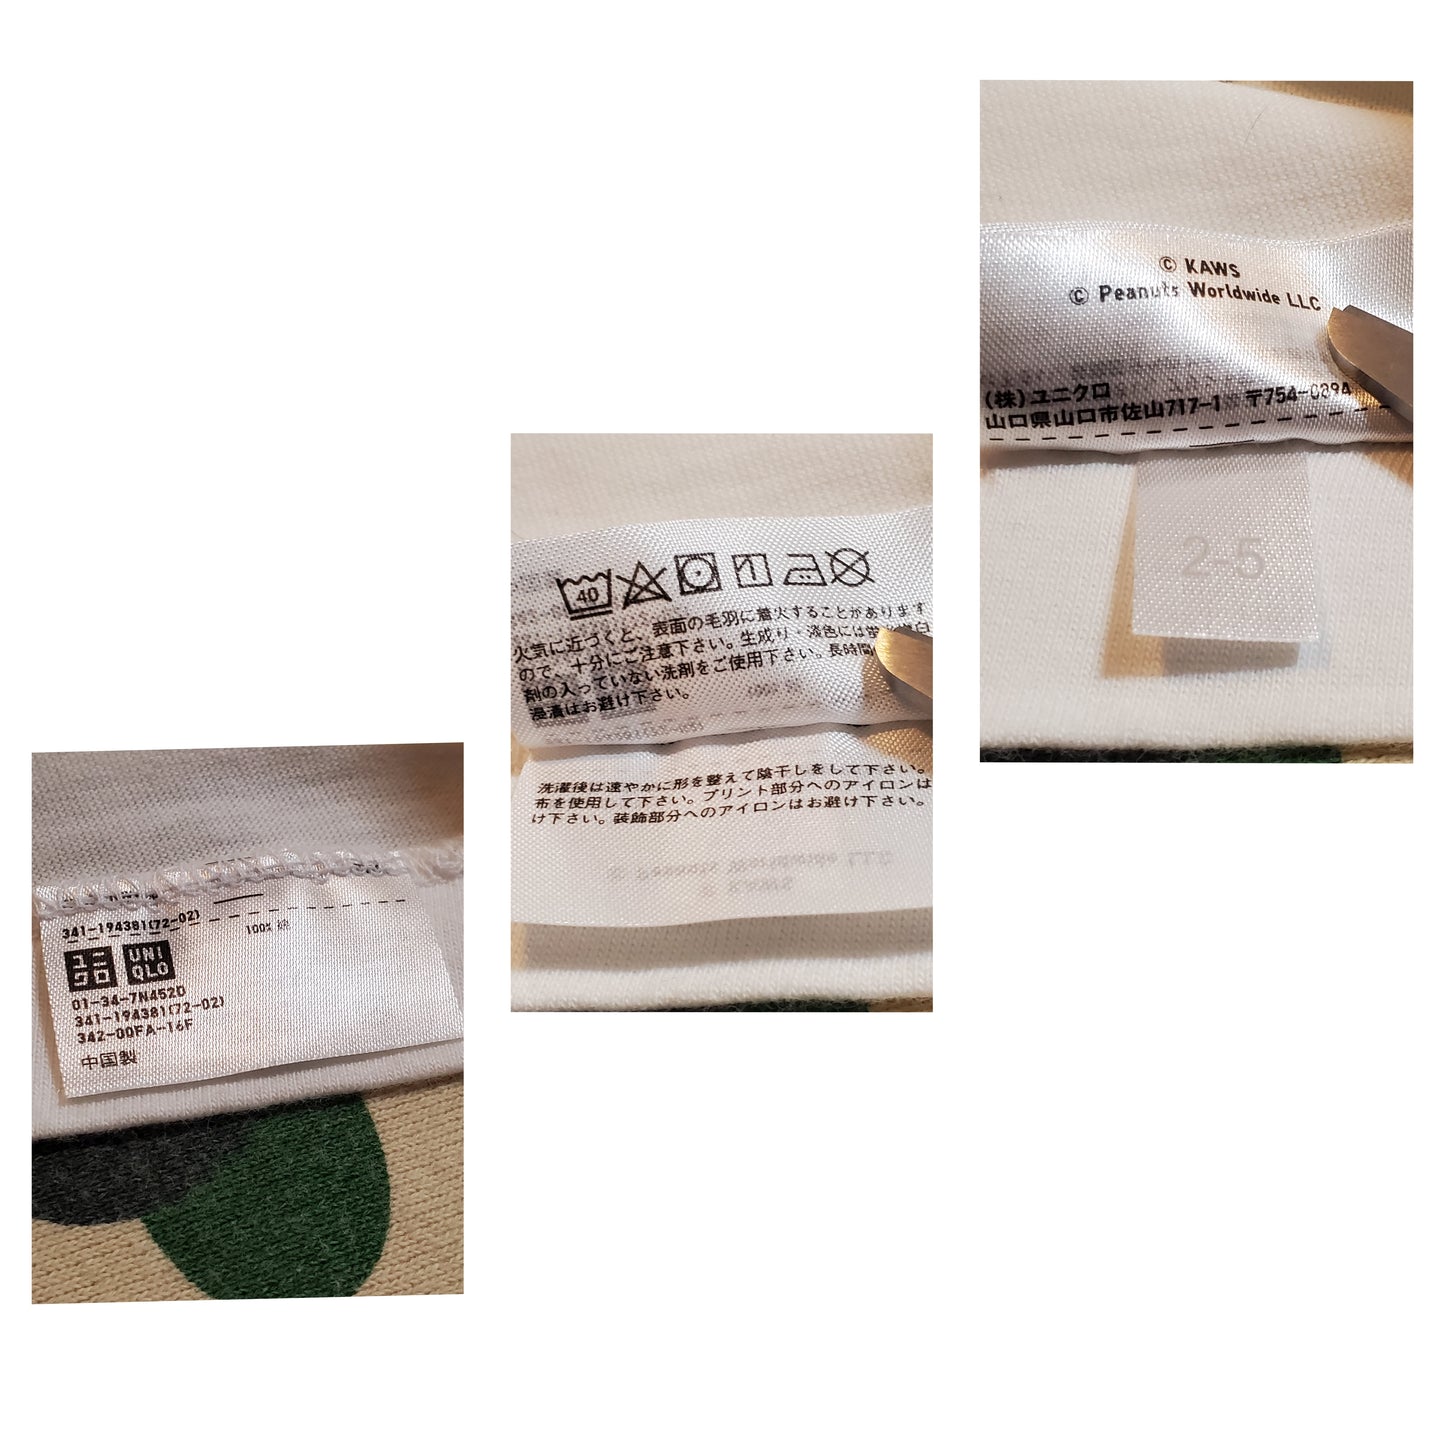 341-194381(72-02)
100% 綿
ユニクロ UNIQLO
01-34-7N4520
341-194381(72-02)
342-00FA-16F
中国製
40
火気に近づくと、表面の毛羽に着火することがあります
ので、十分にご注意下さい。生成り・淡色には蛍光増白
剤の入っていない洗剤をご使用下さい。長時間
浸漬はお避け下さい。
洗濯後は速やかに形を整えて陰干しをして下さい。
布を使用して下さい。プリント部分へのアイロンは
け下さい。装飾部分へのアイロンはお避け下さい。
© KAWS
© Peanuts Worldwide LLC
(株)ユニクロ
山口県山口市佐山717-1 〒754-0894
2-5